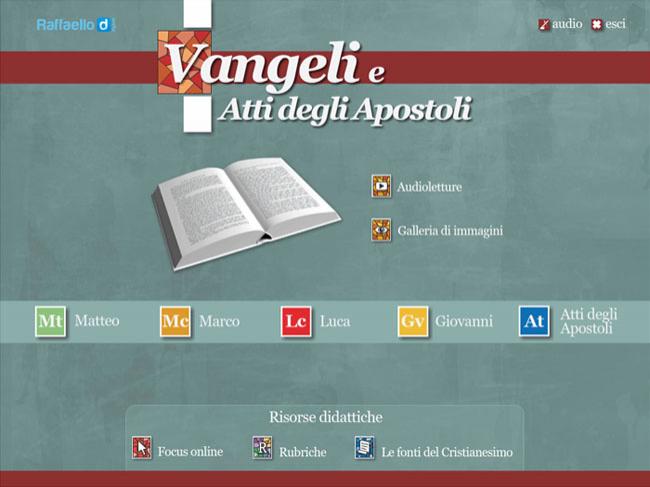 Raffaello d
audio
esci
Vangeli e
Atti degli Apostoli
Audioletture
Galleria di immagini
Mt Matteo
Mc Marco
Lc Luca
Gv Giovanni
At Atti degli
Apostoli
Risorse didattiche
Focus online
R Rubriche
Le fonti del Cristianesimo